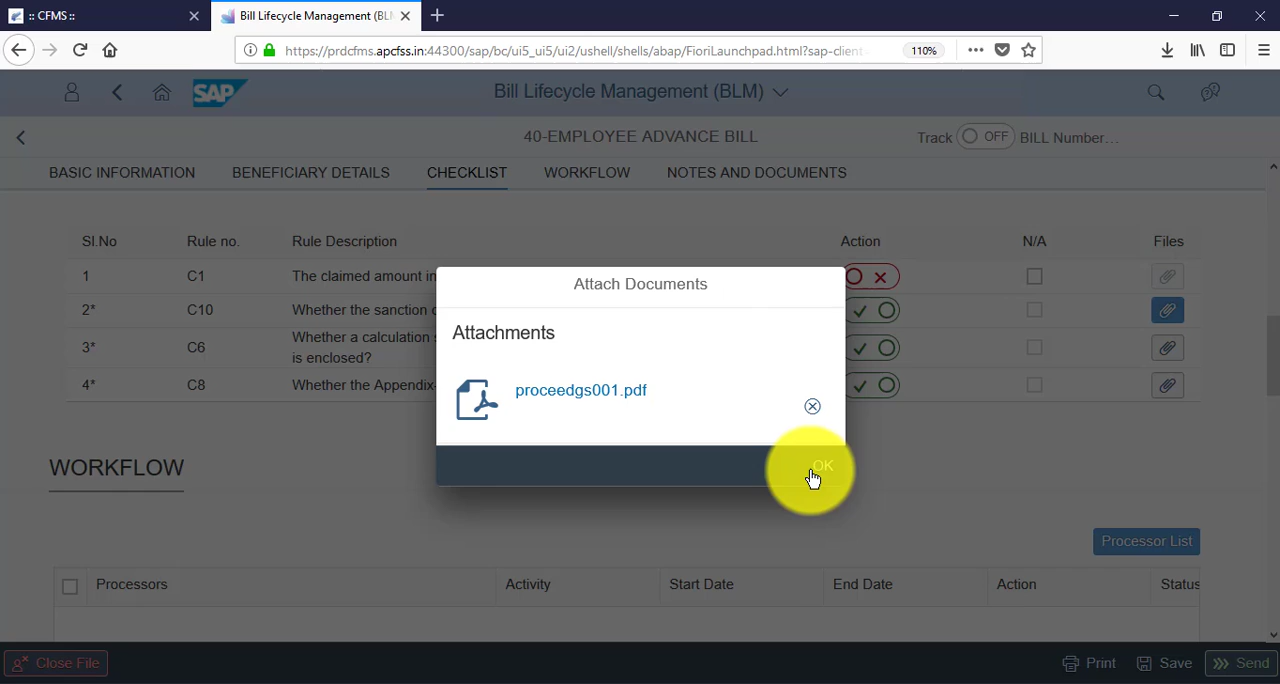 :: CFMS ::
Bill Lifecycle Management (BL
https://prdcfms.apcfss.in:44300/sap/bc/ui5_ui5/ui2/ushell/shells/abap/FioriLaunchpad.html?sap-client
110%
SAP
Bill Lifecycle Management (BLM)
40-EMPLOYEE ADVANCE BILL
Track OFF BILL Number...
BASIC INFORMATION BENEFICIARY DETAILS CHECKLIST WORKFLOW NOTES AND DOCUMENTS
Sl.No Rule no. Rule Description Action N/A Files
1 C1 The claimed amount in
2* C10 Whether the sanction
3* C6 Whether a calculation
is enclosed?
4* C8 Whether the Appendix-
Attach Documents
Attachments
proceedgs001.pdf
OK
WORKFLOW
Processor List
Processors Activity Start Date End Date Action Status
Close File Print Save Send